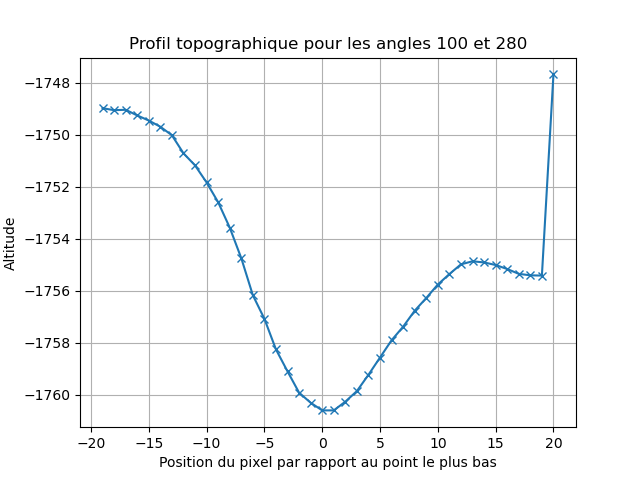 Profil topographique pour les angles 100 et 280
−1748
−1750
−1752
−1754
−1756
−1758
−1760
Altitude
−20 −15 −10 −5 0 5 10 15 20
Position du pixel par rapport au point le plus bas